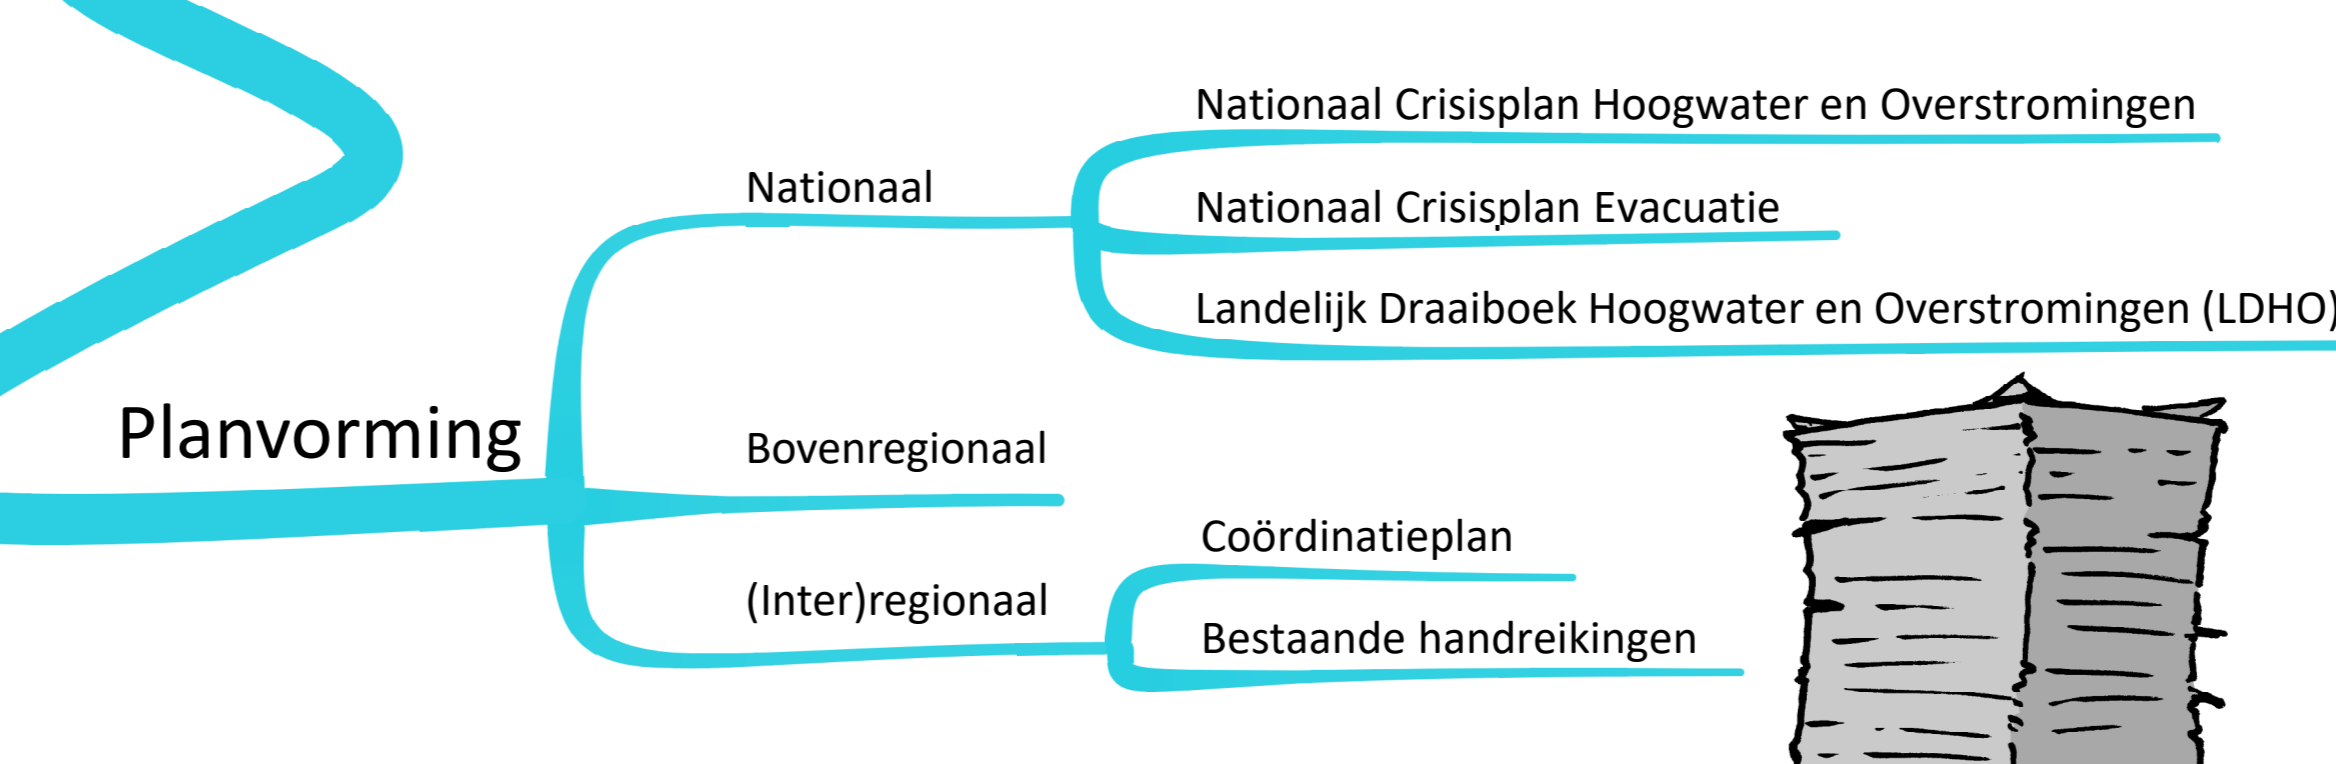 Planvorming
Nationaal
Nationaal Crisisplan Hoogwater en Overstromingen
Nationaal Crisisplan Evacuatie
Landelijk Draaiboek Hoogwater en Overstromingen (LDHO)
Bovenregionaal
(Inter)regionaal
Coördinatieplan
Bestaande handreikingen